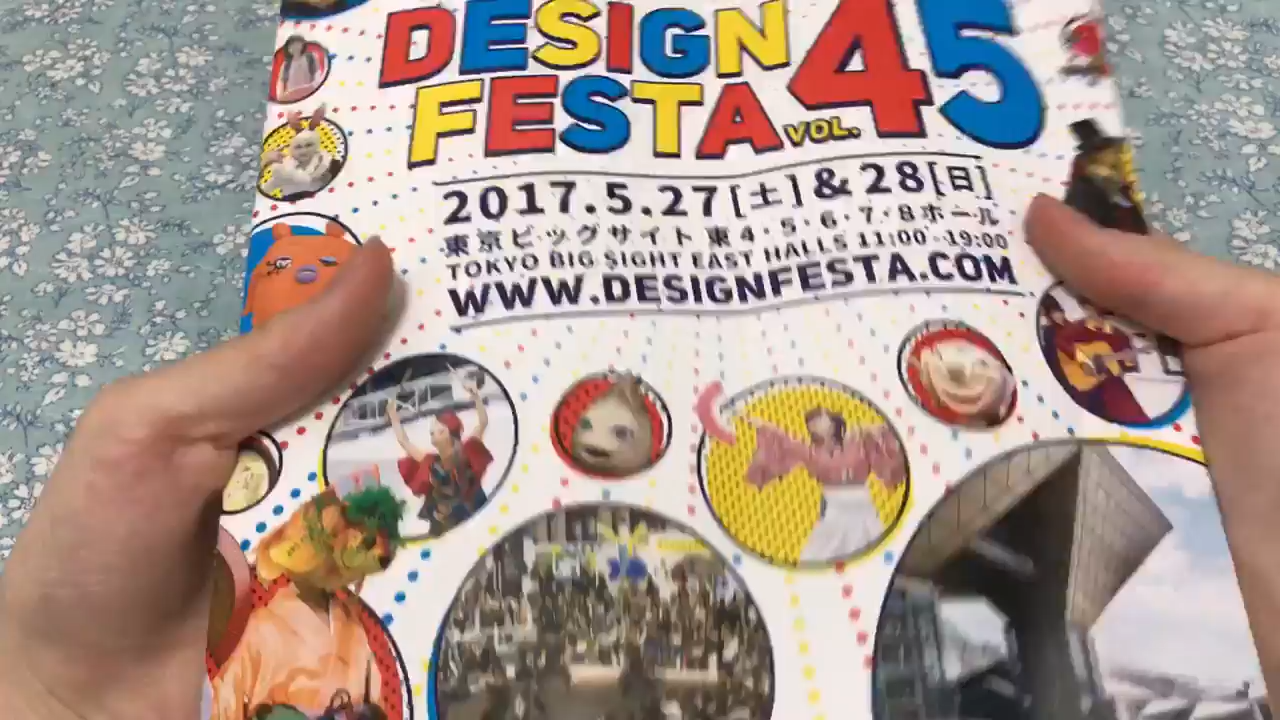 DESIGN
FESTA VOL. 45
2017.5.27[土]&28[日]
東京ビッグサイト 東4・5・6・7・8ホール
TOKYO BIG SIGHT EAST HALLS 11:00-19:00
WWW.DESIGNFESTA.COM